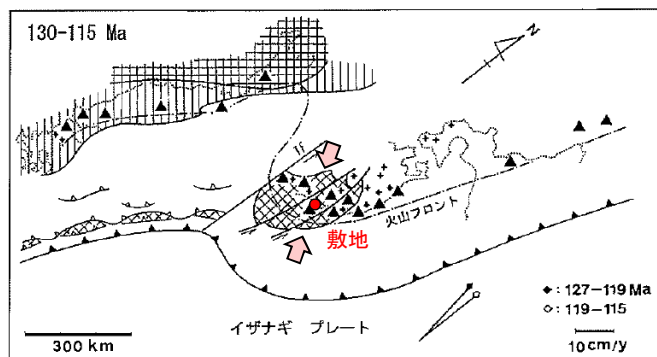 130-115 Ma
N
TF
火山フロント
敷地
◆:127-119 Ma
○:119-115
イザナギ プレート
300 km
10 cm/y